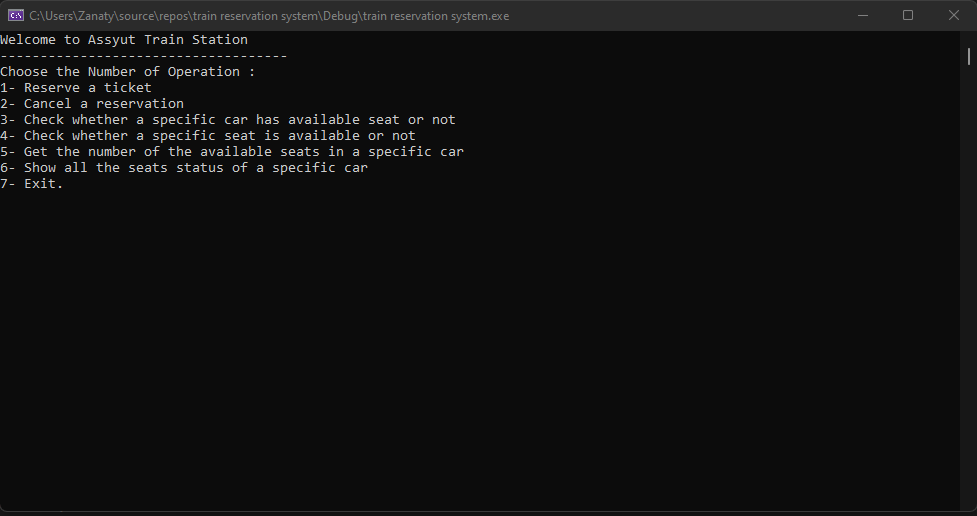 C:\Users\Zanaty\source\repos\train reservation system\Debug\train reservation system.exe
Welcome to Assyut Train Station
------------------------------------
Choose the Number of Operation :
1- Reserve a ticket
2- Cancel a reservation
3- Check whether a specific car has available seat or not
4- Check whether a specific seat is available or not
5- Get the number of the available seats in a specific car
6- Show all the seats status of a specific car
7- Exit.